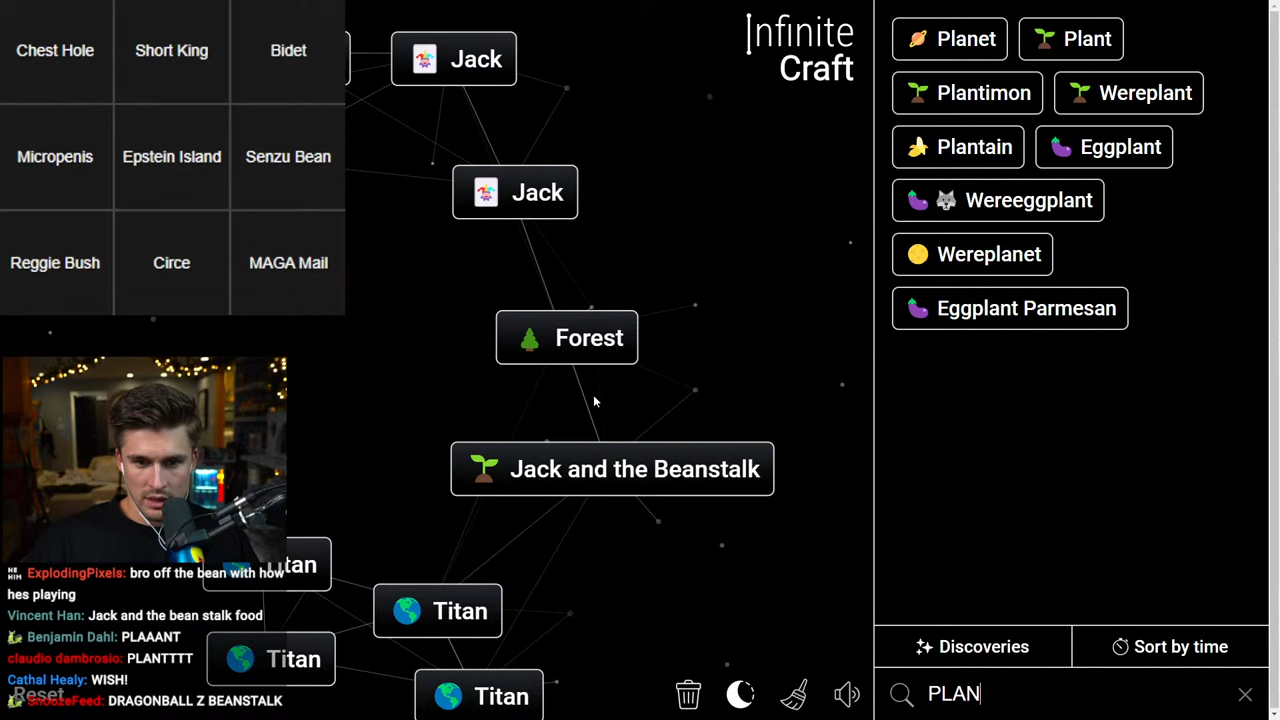 Chest Hole
Short King
Bidet
Micropenis
Epstein Island
Senzu Bean
Reggie Bush
Circe
MAGA Mail
Jack
Jack
Forest
Jack and the Beanstalk
Titan
Titan
Titan
Titan
Infinite
Craft
Planet
Plant
Plantimon
Wereplant
Plantain
Eggplant
Wereeggplant
Wereplanet
Eggplant Parmesan
Discoveries
Sort by time
PLAN
HE
HIM
ExplodingPixels: bro off the bean with how
hes playing
Vincent Han: Jack and the bean stalk food
Benjamin Dahl: PLAAANT
claudio dambrosio: PLANTTTT
Cathal Healy: WISH!
SnoozeFeed: DRAGONBALL Z BEANSTALK
Reset